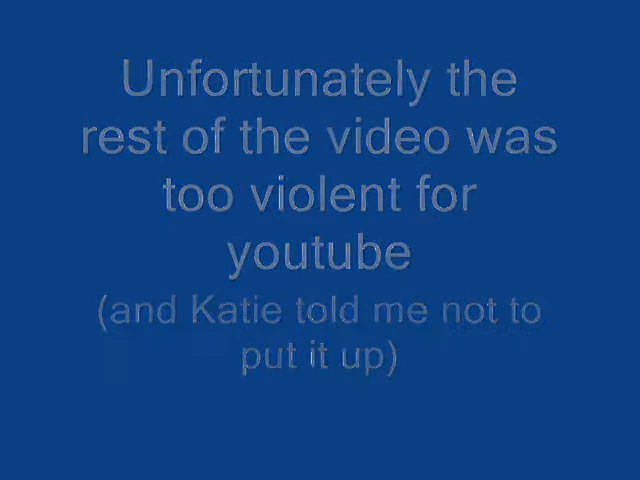 Unfortunately the
rest of the video was
too violent for
youtube
(and Katie told me not to
put it up)